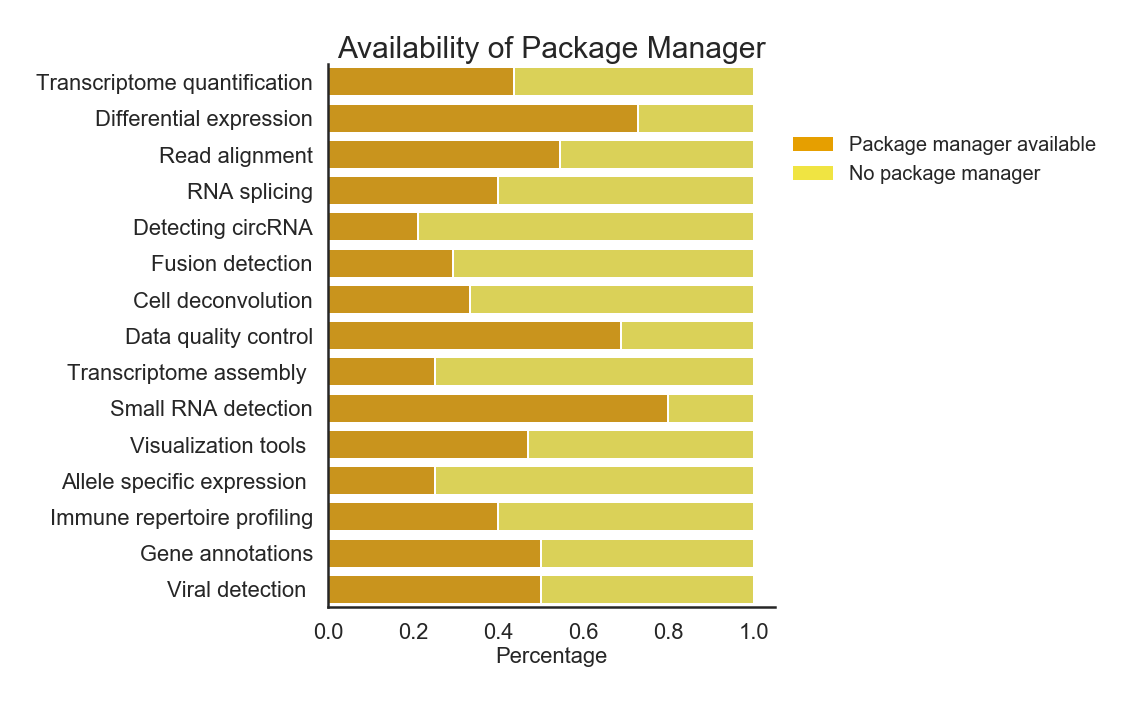 Availability of Package Manager
Transcriptome quantification
Differential expression
Read alignment
RNA splicing
Detecting circRNA
Fusion detection
Cell deconvolution
Data quality control
Transcriptome assembly
Small RNA detection
Visualization tools
Allele specific expression
Immune repertoire profiling
Gene annotations
Viral detection
0.0 0.2 0.4 0.6 0.8 1.0
Percentage
Package manager available
No package manager